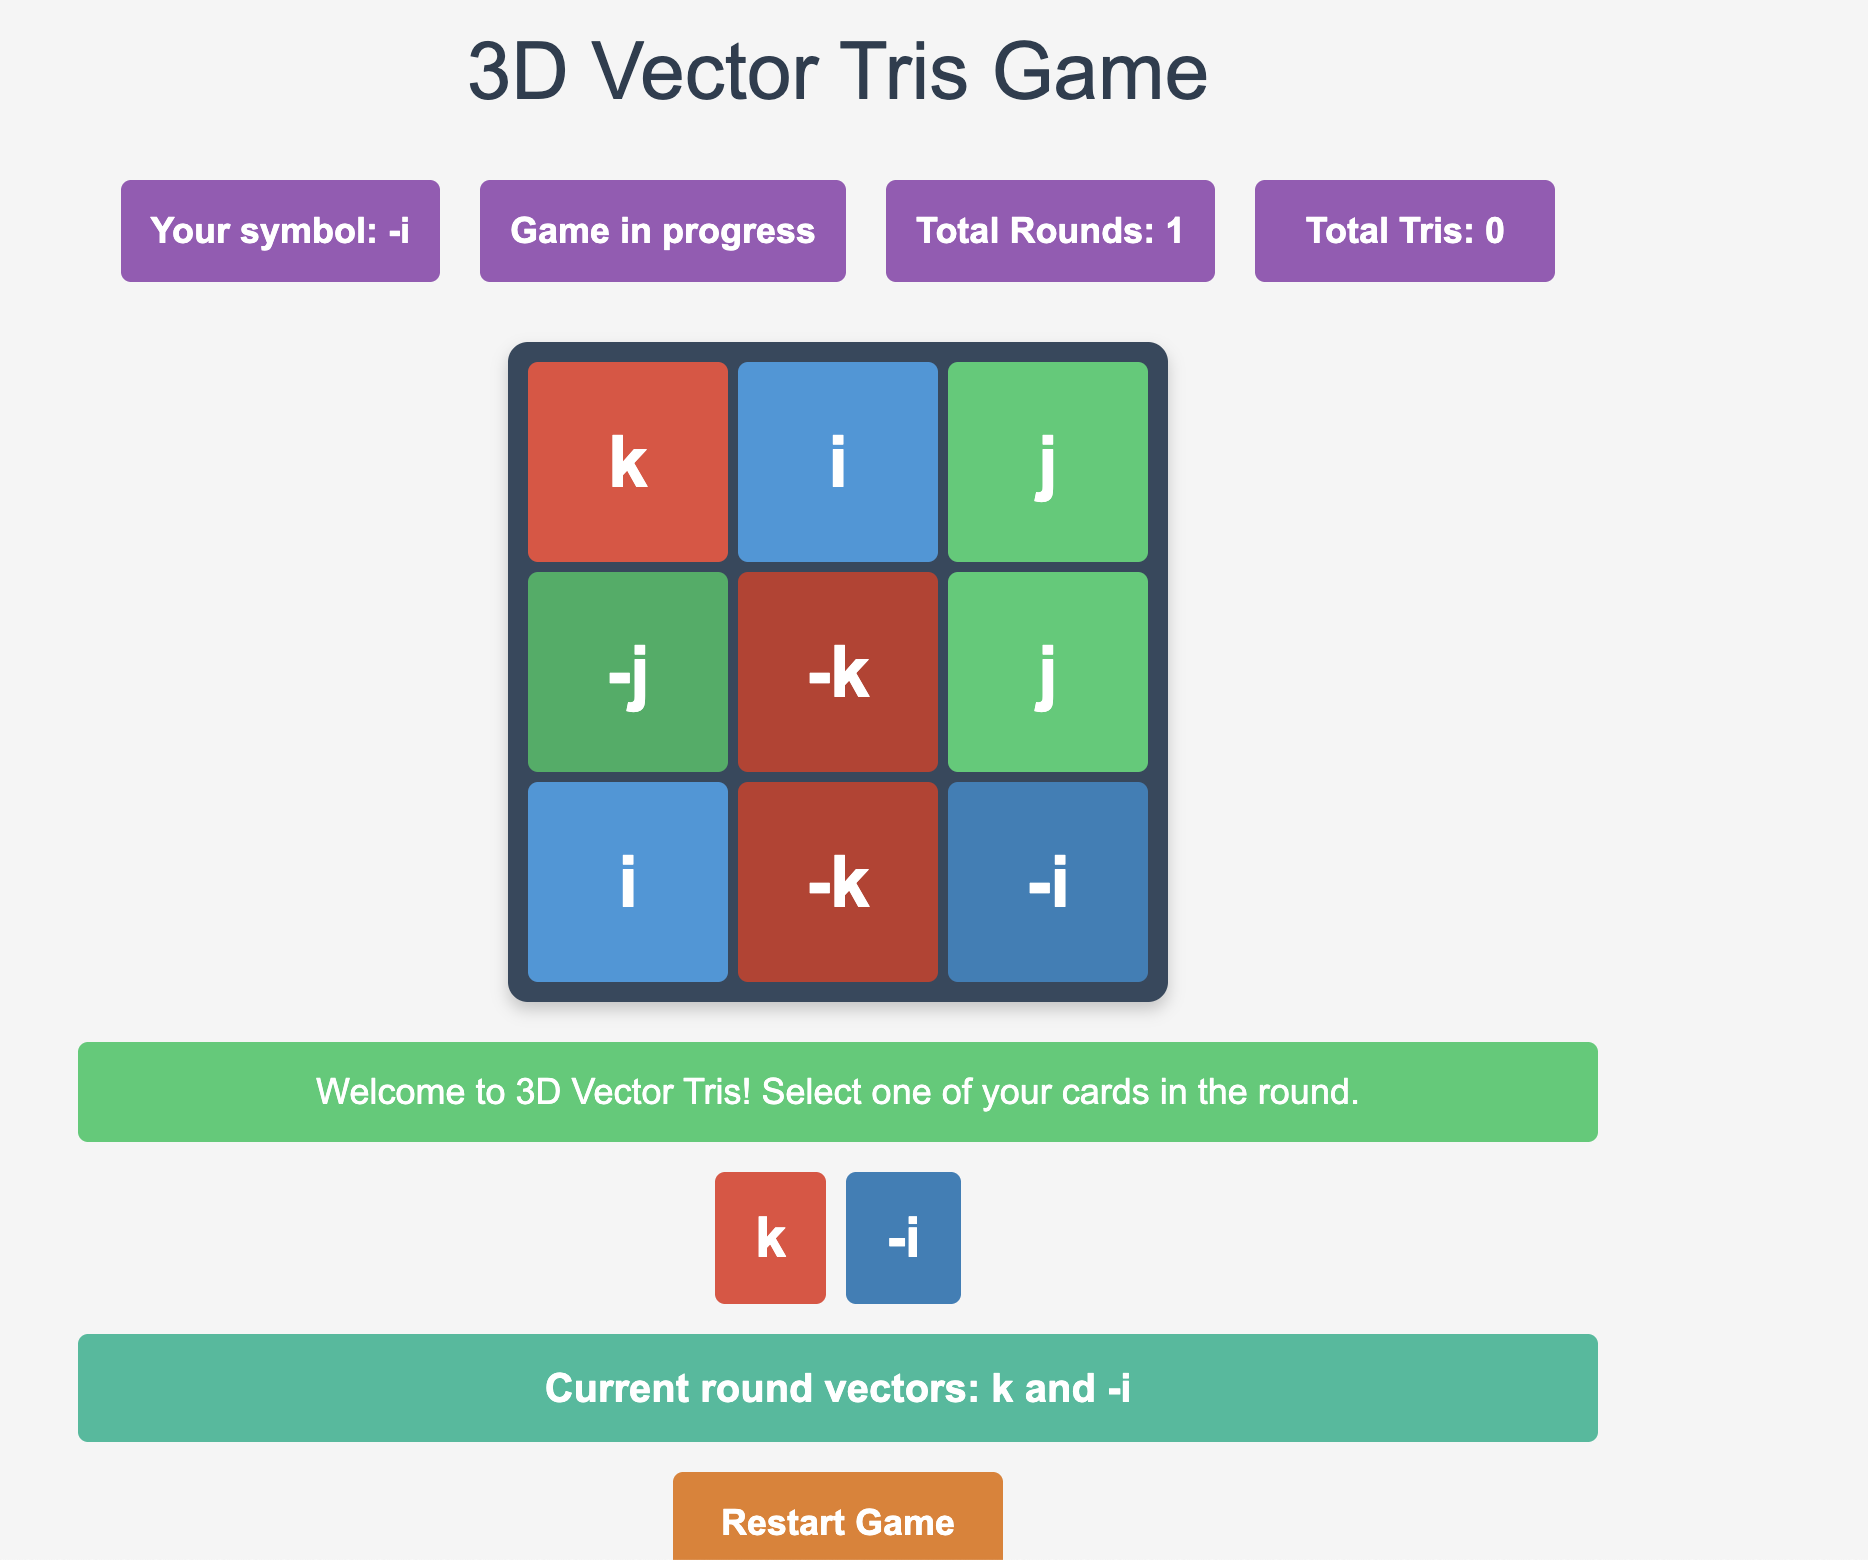 3D Vector Tris Game
Your symbol: -i
Game in progress
Total Rounds: 1
Total Tris: 0
k i j
-j -k j
i -k -i
Welcome to 3D Vector Tris! Select one of your cards in the round.
k -i
Current round vectors: k and -i
Restart Game